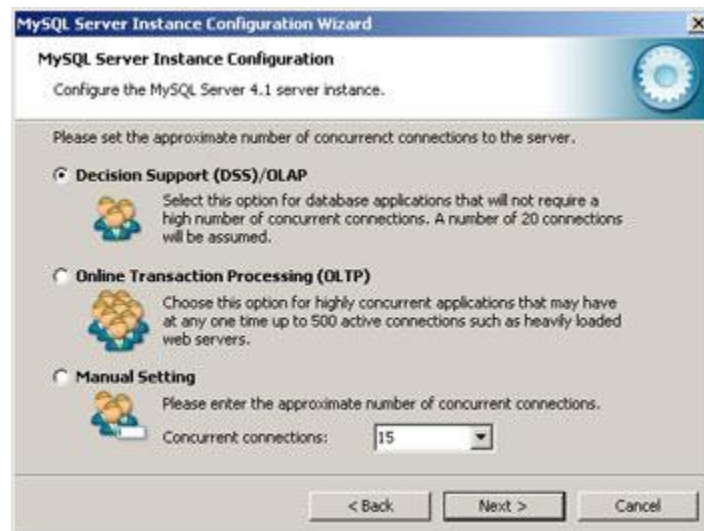 MySQL Server Instance Configuration Wizard
MySQL Server Instance Configuration
Configure the MySQL Server 4.1 server instance.
Please set the approximate number of concurrenct connections to the server.
Decision Support (DSS)/OLAP
Select this option for database applications that will not require a
high number of concurrent connections. A number of 20 connections
will be assumed.
Online Transaction Processing (OLTP)
Choose this option for highly concurrent applications that may have
at any one time up to 500 active connections such as heavily loaded
web servers.
Manual Setting
Please enter the approximate number of concurrent connections.
Concurrent connections: 15
< Back Next > Cancel